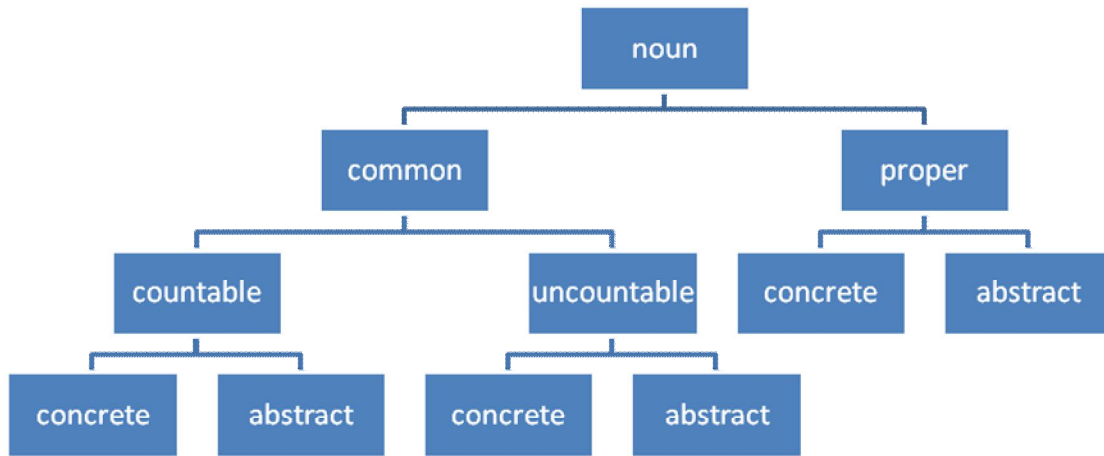 noun
common
proper
countable
uncountable
concrete
abstract
concrete
abstract
concrete
abstract